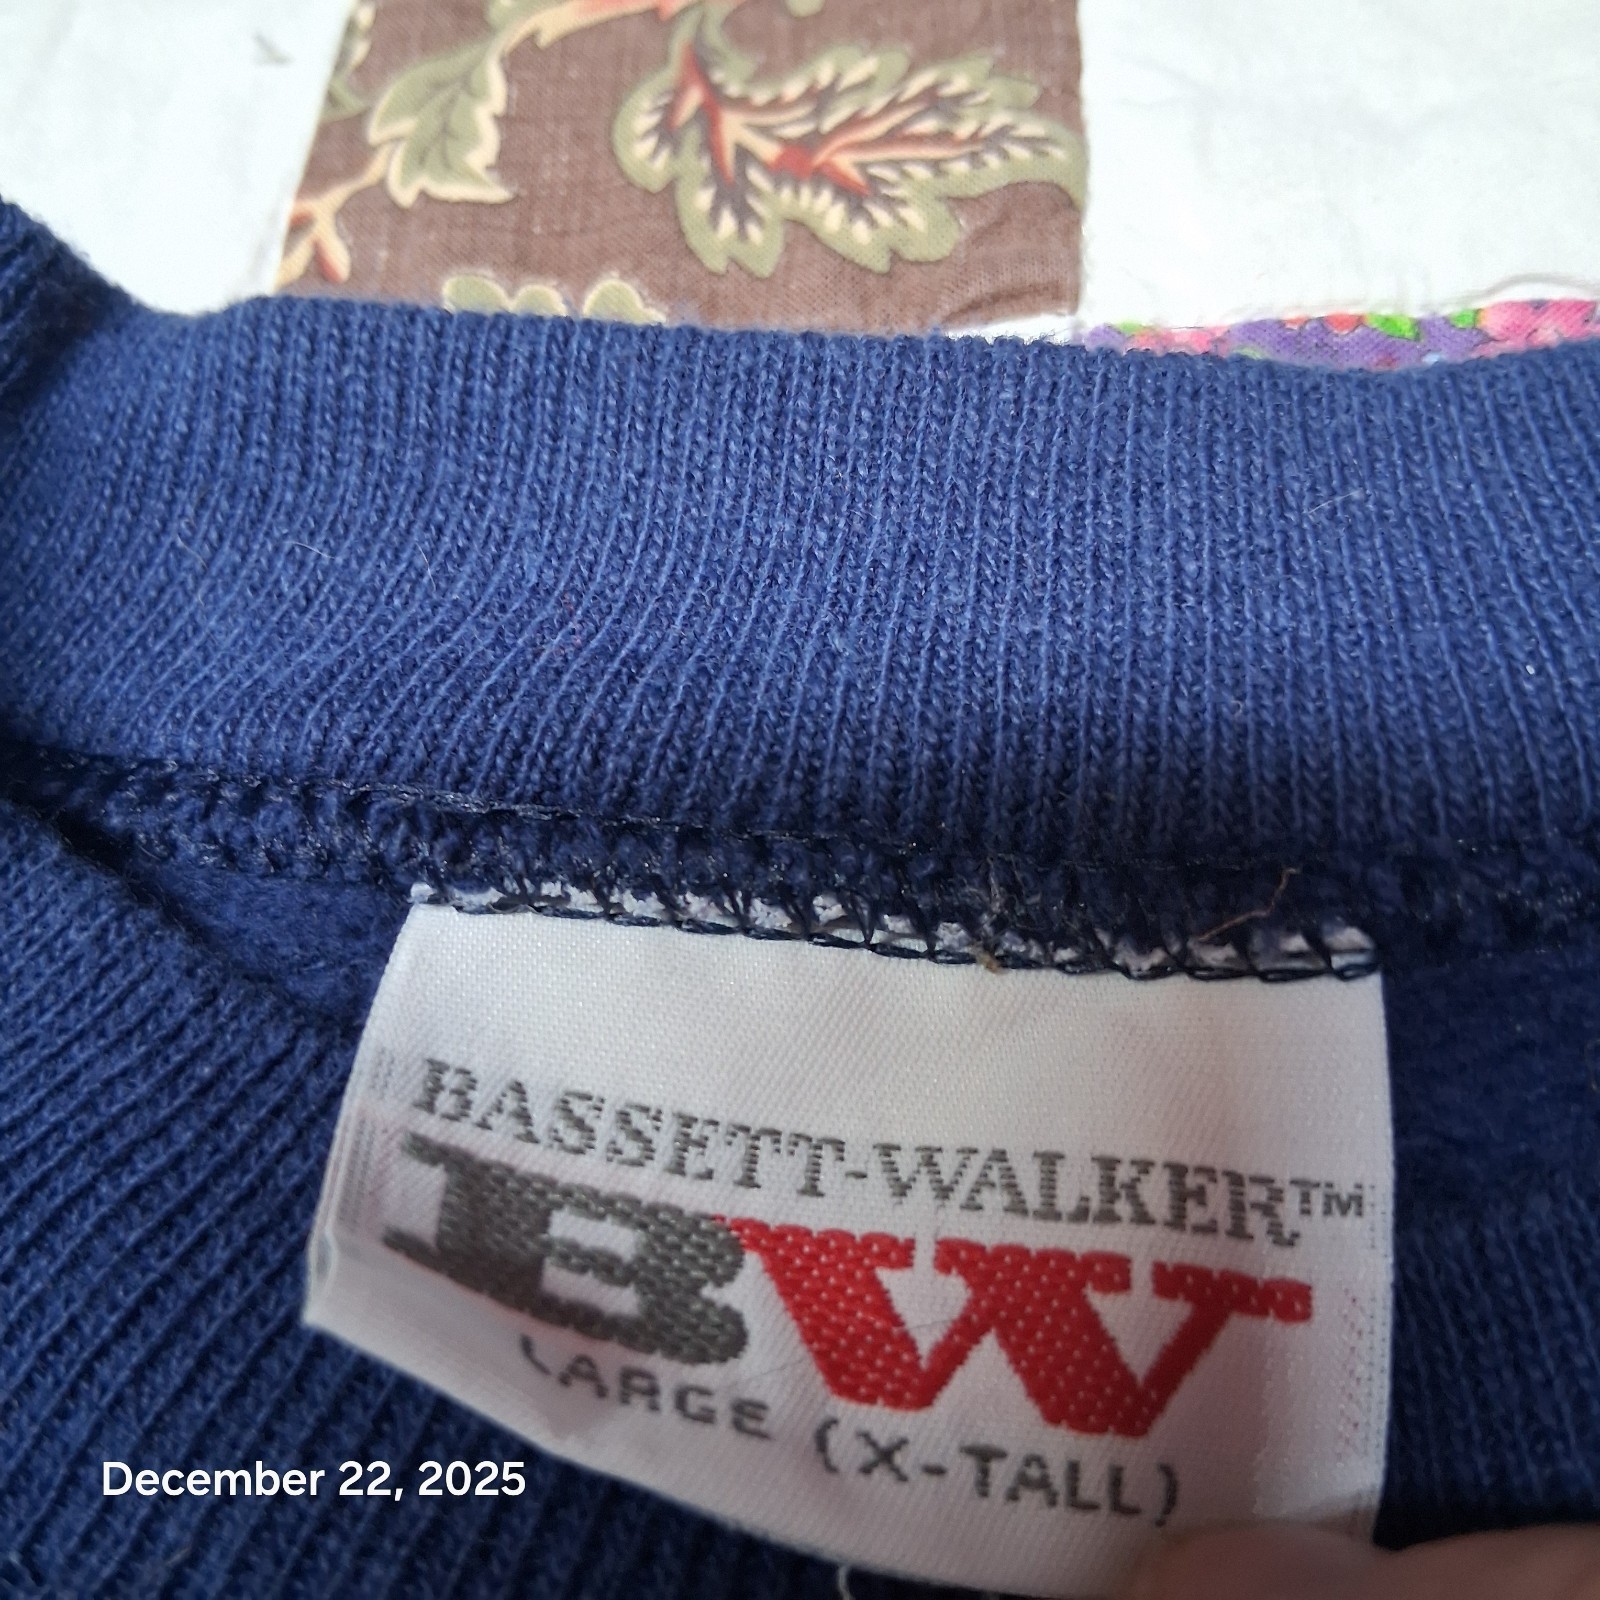 BASSETT-WALKER™
BW
LARGE (X-TALL)
December 22, 2025